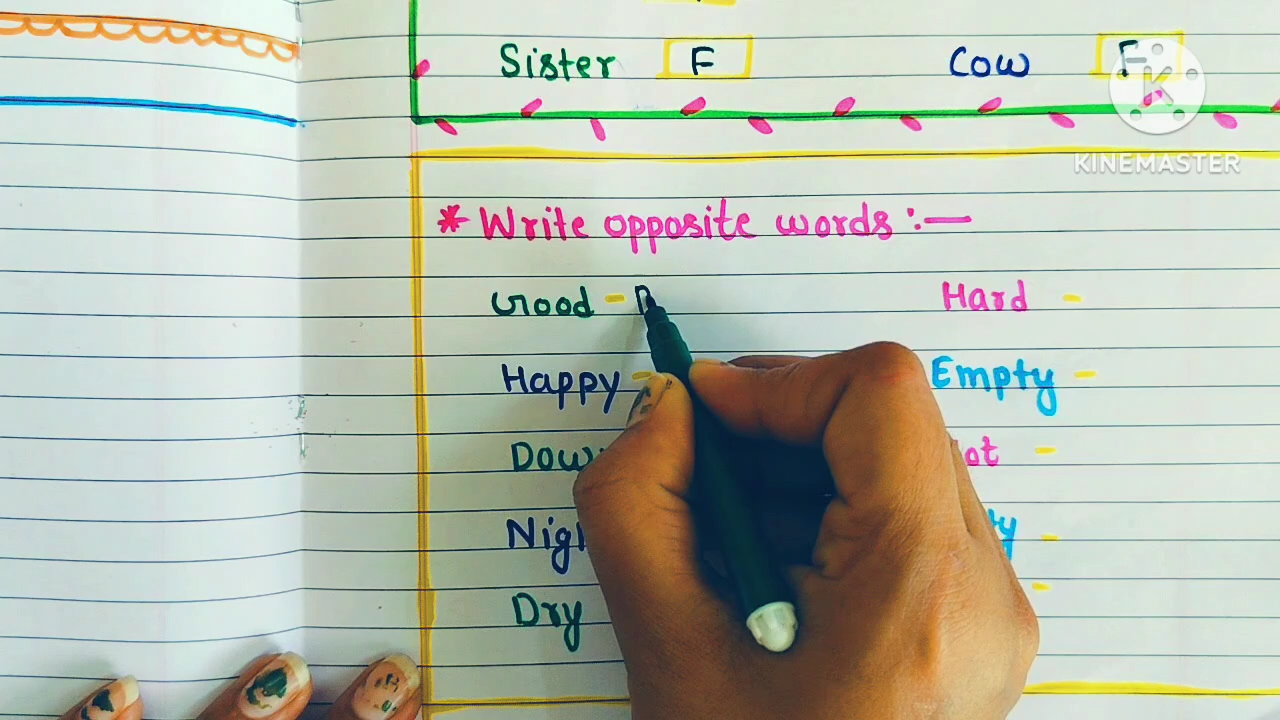 Sister F Cow F
KINEMASTER
* Write opposite words :—
Good - Hard -
Happy - Empty -
Dry